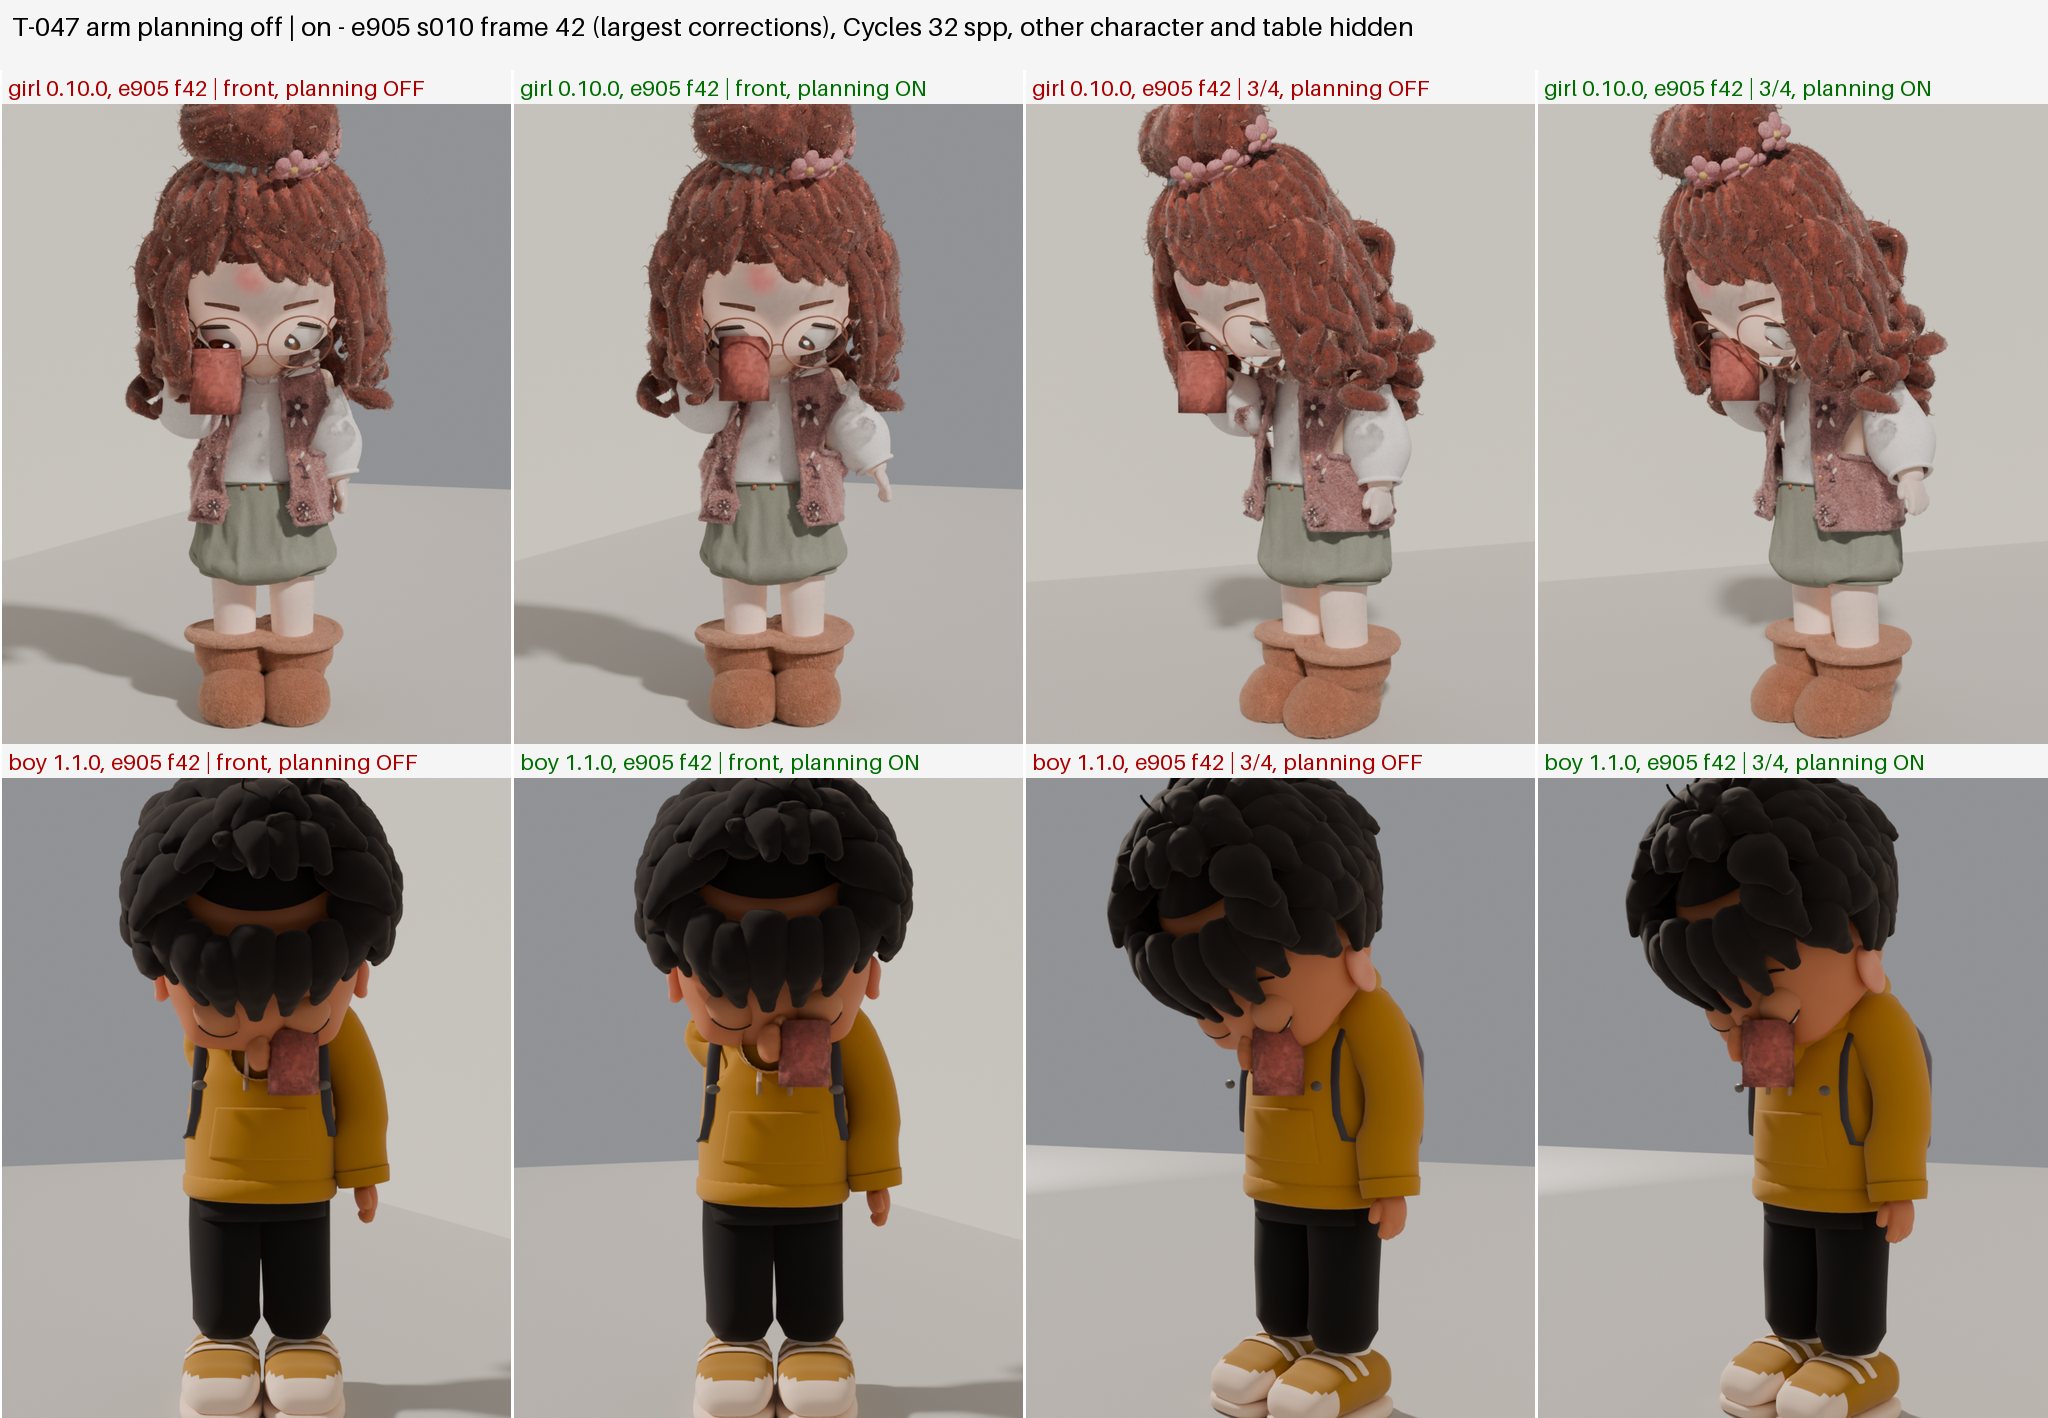 T-047 arm planning off | on - e905 s010 frame 42 (largest corrections), Cycles 32 spp, other character and table hidden
girl 0.10.0, e905 f42 | front, planning OFF
girl 0.10.0, e905 f42 | front, planning ON
girl 0.10.0, e905 f42 | 3/4, planning OFF
girl 0.10.0, e905 f42 | 3/4, planning ON
boy 1.1.0, e905 f42 | front, planning OFF
boy 1.1.0, e905 f42 | front, planning ON
boy 1.1.0, e905 f42 | 3/4, planning OFF
boy 1.1.0, e905 f42 | 3/4, planning ON